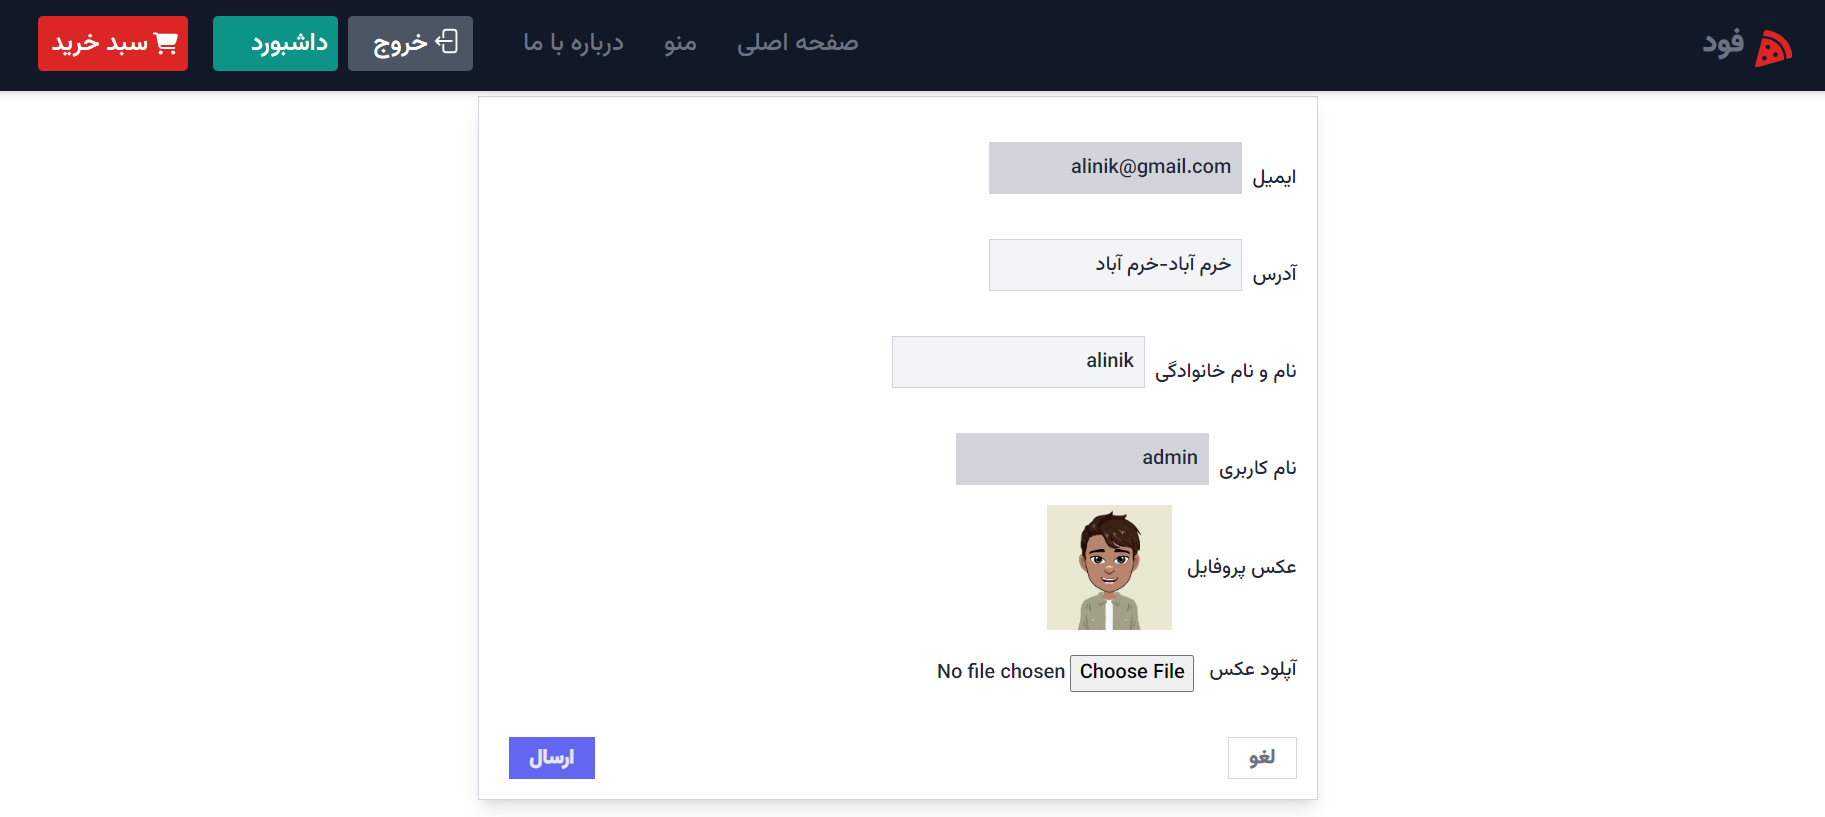 فود
صفحه اصلی
منو
درباره با ما
خروج
داشبورد
سبد خرید
ایمیل alinik@gmail.com
آدرس خرم آباد-خرم آباد
نام و نام خانوادگی alinik
نام کاربری admin
عکس پروفایل
آپلود عکس Choose File No file chosen
لغو
ارسال